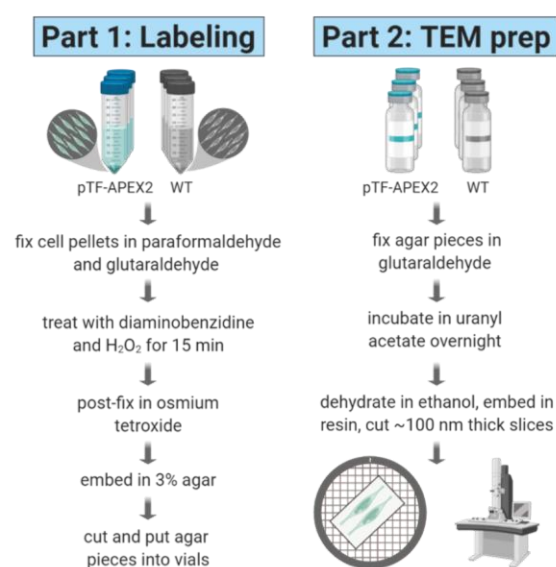 Part 1: Labeling
pTF-APEX2 WT
fix cell pellets in paraformaldehyde
and glutaraldehyde
treat with diaminobenzidine
and H₂O₂ for 15 min
post-fix in osmium
tetroxide
embed in 3% agar
cut and put agar
pieces into vials
Part 2: TEM prep
pTF-APEX2 WT
fix agar pieces in
glutaraldehyde
incubate in uranyl
acetate overnight
dehydrate in ethanol, embed in
resin, cut ~100 nm thick slices